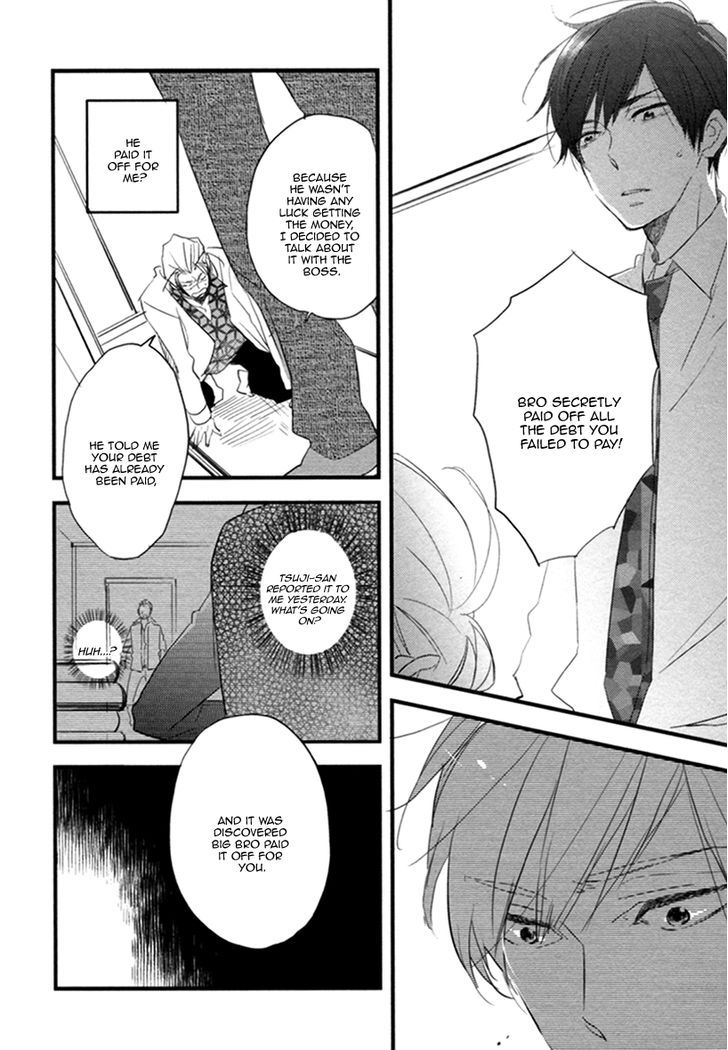 BRO SECRETLY
PAID OFF ALL
THE DEBT YOU
FAILED TO PAY!
BECAUSE
HE WASN'T
HAVING ANY
LUCK GETTING
THE MONEY,
I DECIDED TO
TALK ABOUT
IT WITH THE
BOSS.
HE
PAID IT
OFF FOR
ME?
HE TOLD ME
YOUR DEBT
HAS ALREADY
BEEN PAID,
TSUJI-SAN
REPORTED IT TO
ME YESTERDAY.
WHAT'S GOING
ON?
HUH...?
AND IT WAS
DISCOVERED
BIG BRO PAID
IT OFF FOR
YOU.